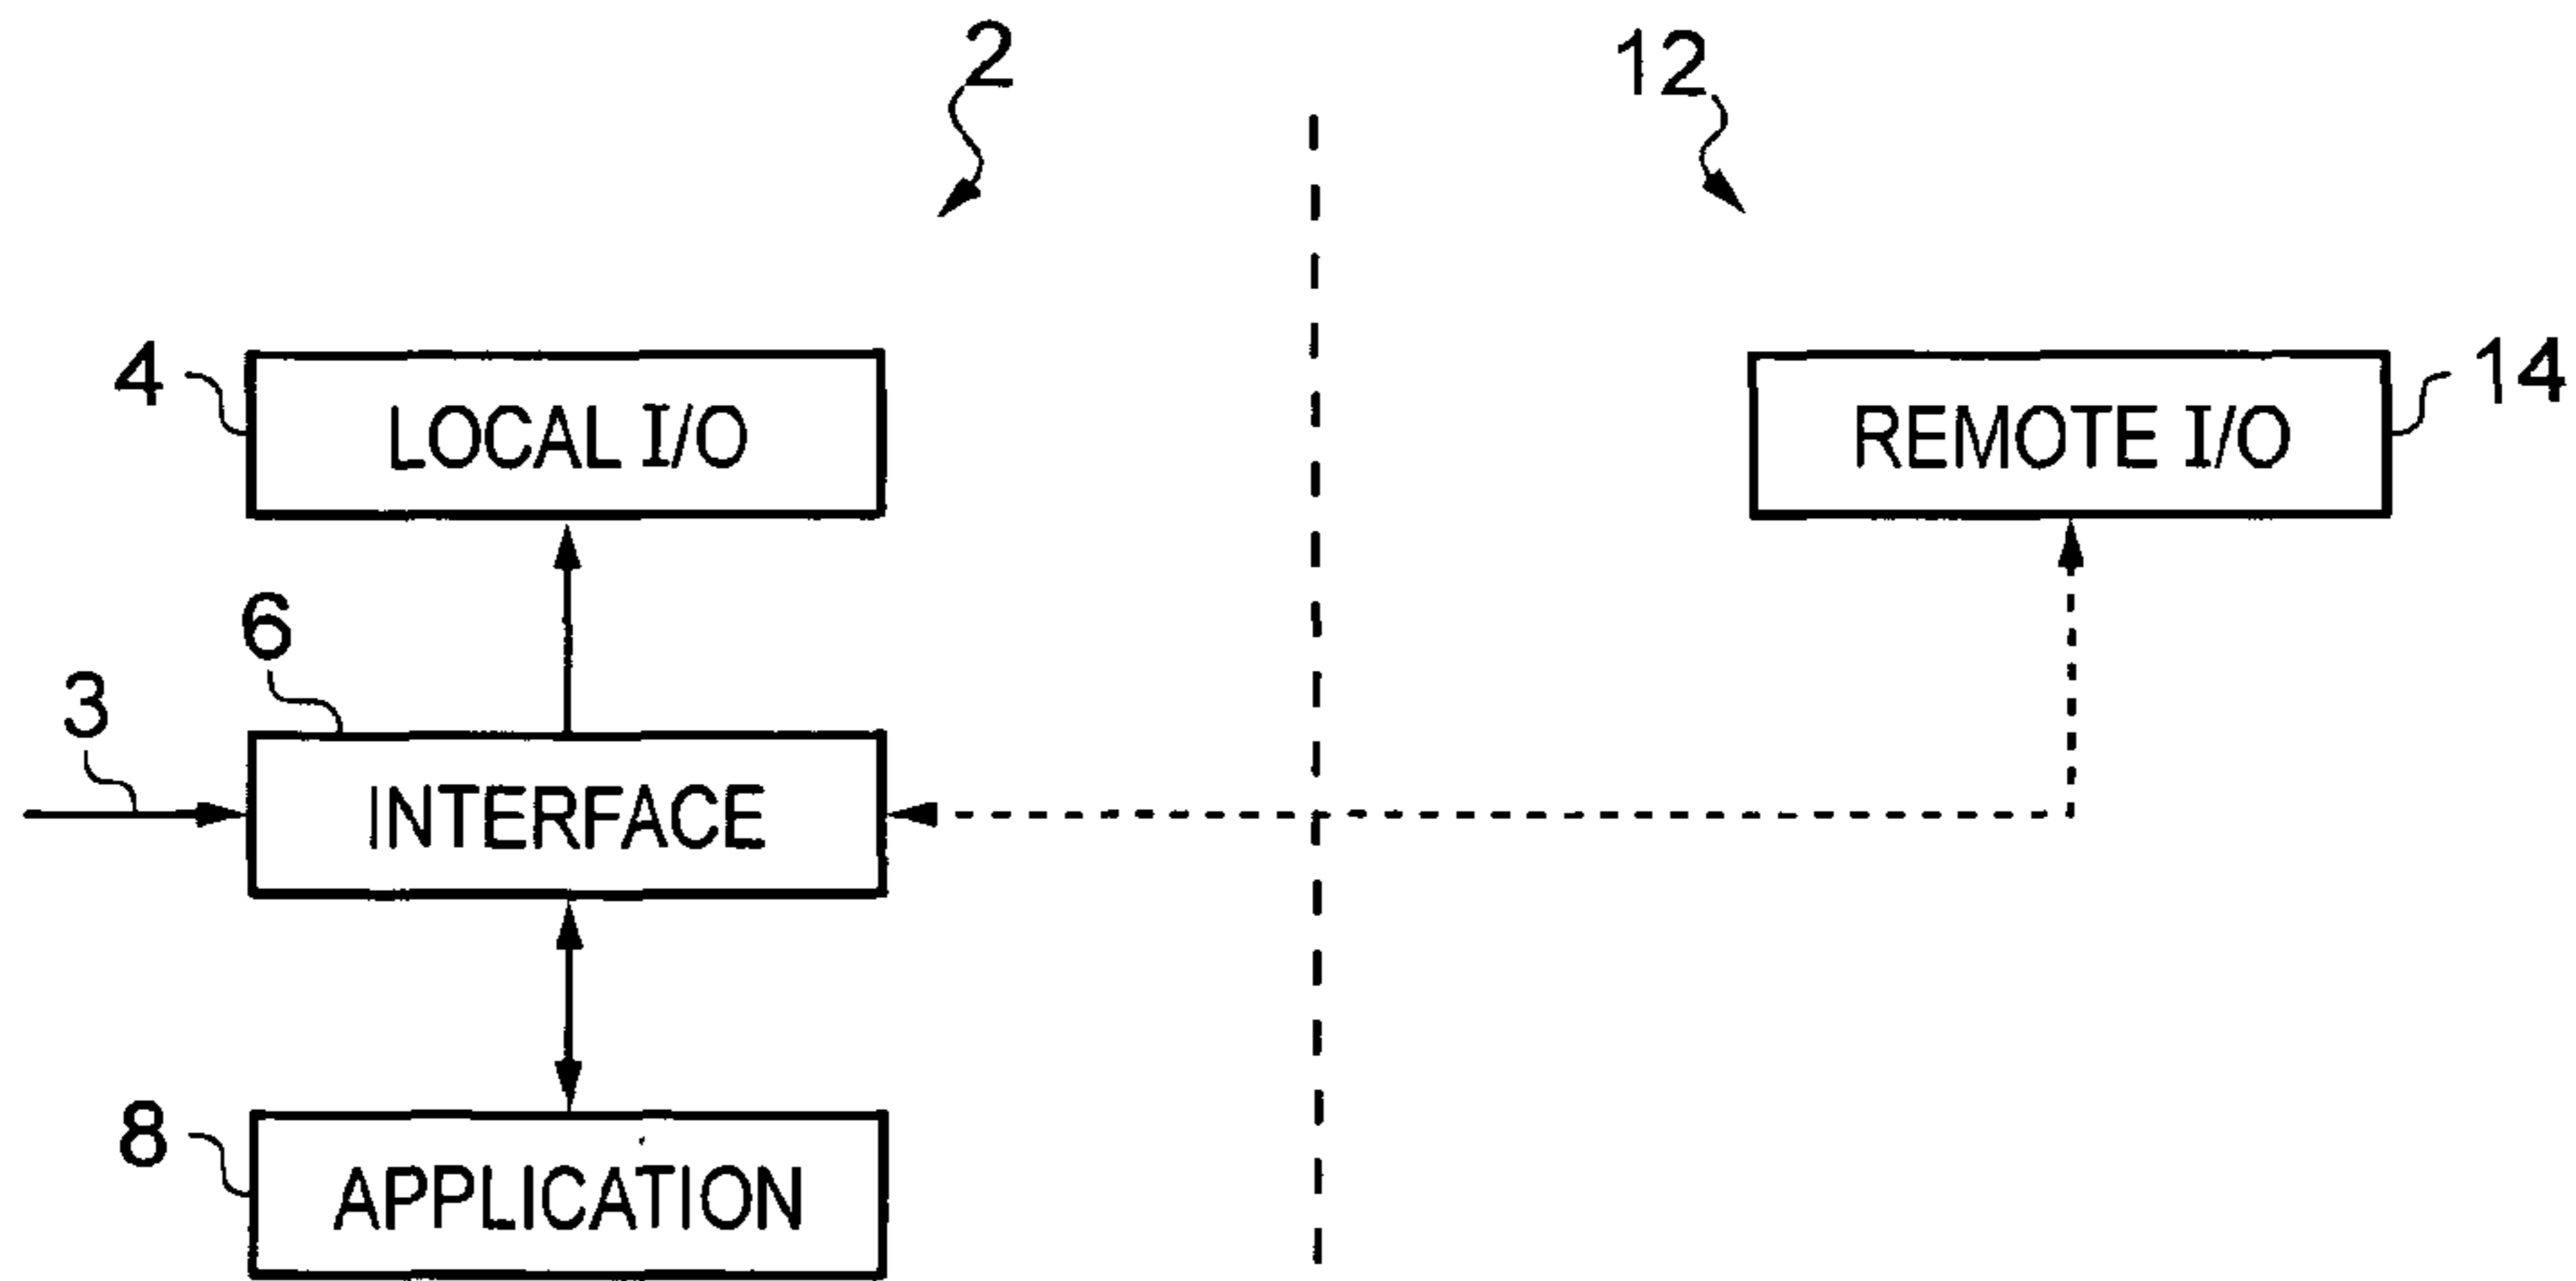 2
12
4
LOCAL I/O
REMOTE I/O
14
6
3
INTERFACE
8
APPLICATION